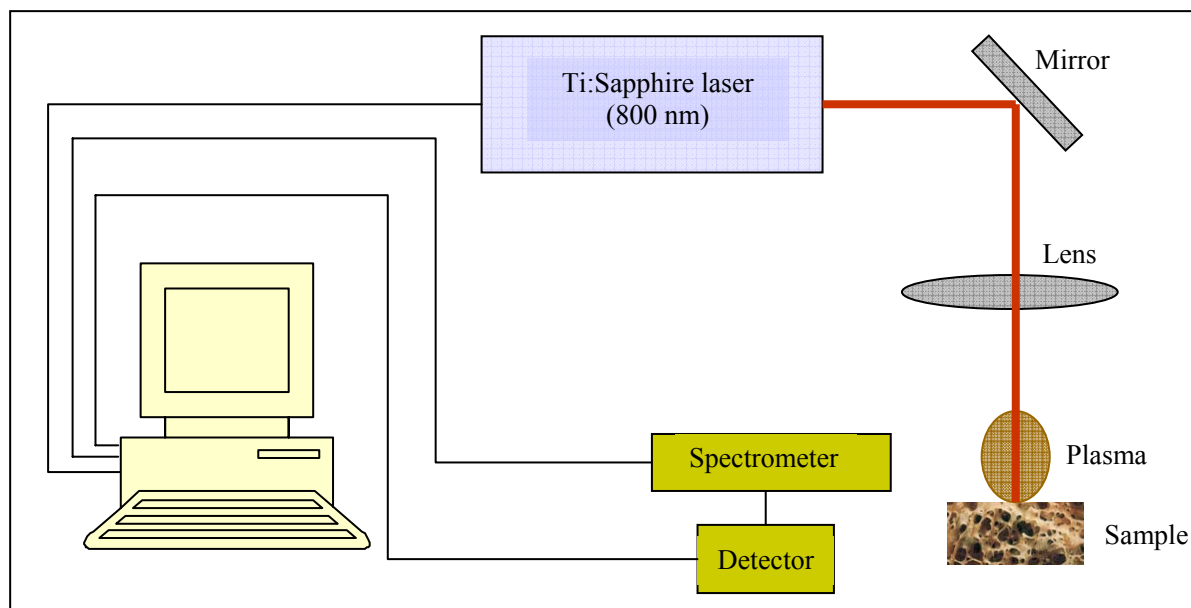 Ti:Sapphire laser
(800 nm)
Mirror
Lens
Plasma
Spectrometer
Sample
Detector